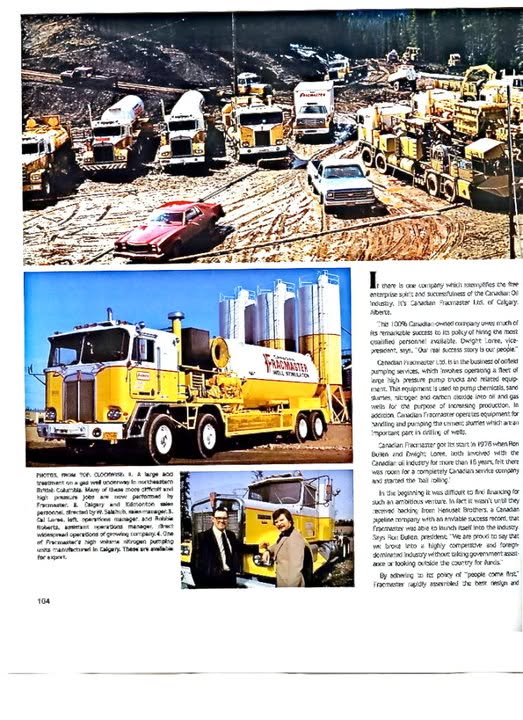 FRACMASTER
FRACMASTER
WELL STIMULATION
If there is one company which exemplifies the free
enterprise spirit and successfulness of the Canadian Oil
Industry, it's Canadian Fracmaster Ltd. of Calgary,
Alberta.
This 100% Canadian-owned company owes much of
its remarkable success to its policy of hiring the most
qualified personnel available. Dwight Loree, vice-
president, says, "Our real success story is our people."
Canadian Fracmaster Ltd. is in the business of oilfield
pumping services, which involves operating a fleet of
large high pressure pump trucks and related equip-
ment. This equipment is used to pump chemicals, sand
slurries, nitrogen and carbon dioxide into oil and gas
wells for the purpose of increasing production. In
addition, Canadian Fracmaster operates equipment for
handling and pumping the cement slurries which are an
important part in drilling of wells.
Canadian Fracmaster got its start in 1976 when Ron
Bullen and Dwight Loree, both involved with the
Canadian oil industry for more than 15 years, felt there
was room for a completely Canadian service company
and started the 'ball rolling.'
In the beginning it was difficult to find financing for
such an ambitious venture. In fact it wasn't until they
received backing from Henuset Brothers, a Canadian
pipeline company with an enviable success record, that
Fracmaster was able to launch itself into the industry.
Says Ron Bullen, president, "We are proud to say that
we broke into a highly competitive and foreign-
dominated industry without taking government assist-
ance or looking outside the country for funds."
By adhering to its policy of "people come first,"
Fracmaster rapidly assembled the best design and
PHOTOS, FROM TOP, CLOCKWISE: 1. A large acid
treatment on a gas well underway in northeastern
British Columbia. Many of these more difficult and
high pressure jobs are now performed by
Fracmaster. 2. Calgary and Edmonton sales
personnel, directed by W. sales manager. 3.
Cal Loree, left, operations manager, and Robbie
Roberts, assistant operations manager, direct
widespread operations of growing company. 4. One
of Fracmaster's high volume nitrogen pumping
units manufactured in Calgary. These are available
for export.
104